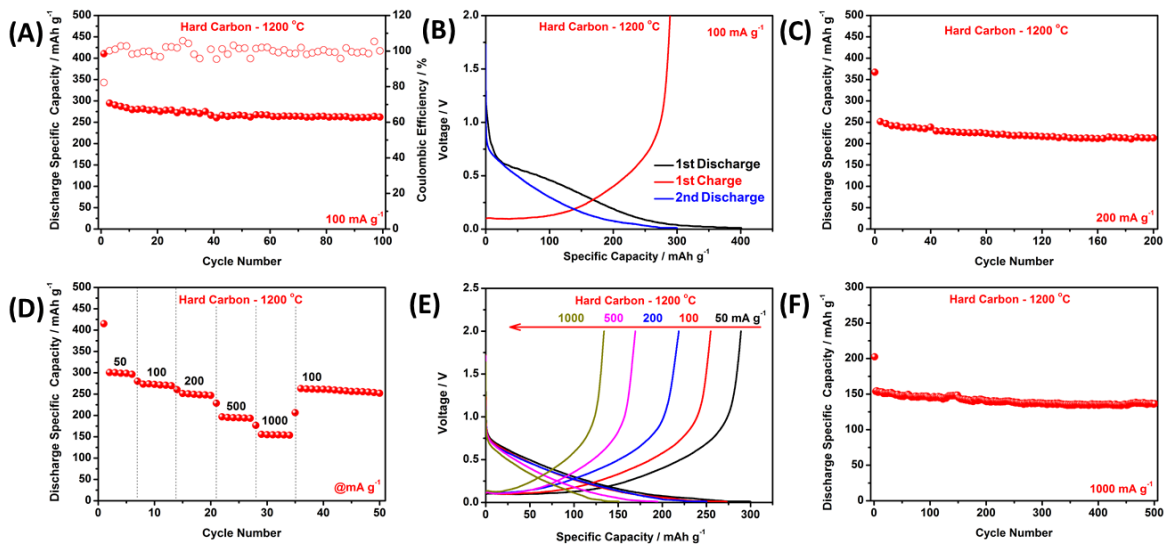 (A)
Hard Carbon - 1200 °C
Discharge Specific Capacity / mAh g-1
500
450
400
350
300
250
200
150
100
50
0
120
100
80
60
40
20
0
Coulombic Efficiency / %
100 mA g-1
0 20 40 60 80 100
Cycle Number
(B)
Hard Carbon - 1200 °C
100 mA g-1
Voltage / V
2.0
1.5
1.0
0.5
0.0
1st Discharge
1st Charge
2nd Discharge
0 100 200 300 400
Specific Capacity / mAh g-1
(C)
Hard Carbon - 1200 °C
Discharge Specific Capacity / mAh g-1
500
450
400
350
300
250
200
150
100
50
0
200 mA g-1
0 40 80 120 160 200
Cycle Number
(D)
Hard Carbon - 1200 °C
Discharge Specific Capacity / mAh g-1
500
450
400
350
300
250
200
150
100
50
0
50
100
200
500
1000
100
@mA g-1
0 10 20 30 40 50
Cycle Number
(E)
Hard Carbon - 1200 °C
1000 500 200 100 50 mA g-1
Voltage / V
2.5
2.0
1.5
1.0
0.5
0.0
0 50 100 150 200 250 300
Specific Capacity / mAh g-1
(F)
Hard Carbon - 1200 °C
Discharge Specific Capacity / mAh g-1
300
250
200
150
100
50
0
1000 mA g-1
0 100 200 300 400 500
Cycle Number